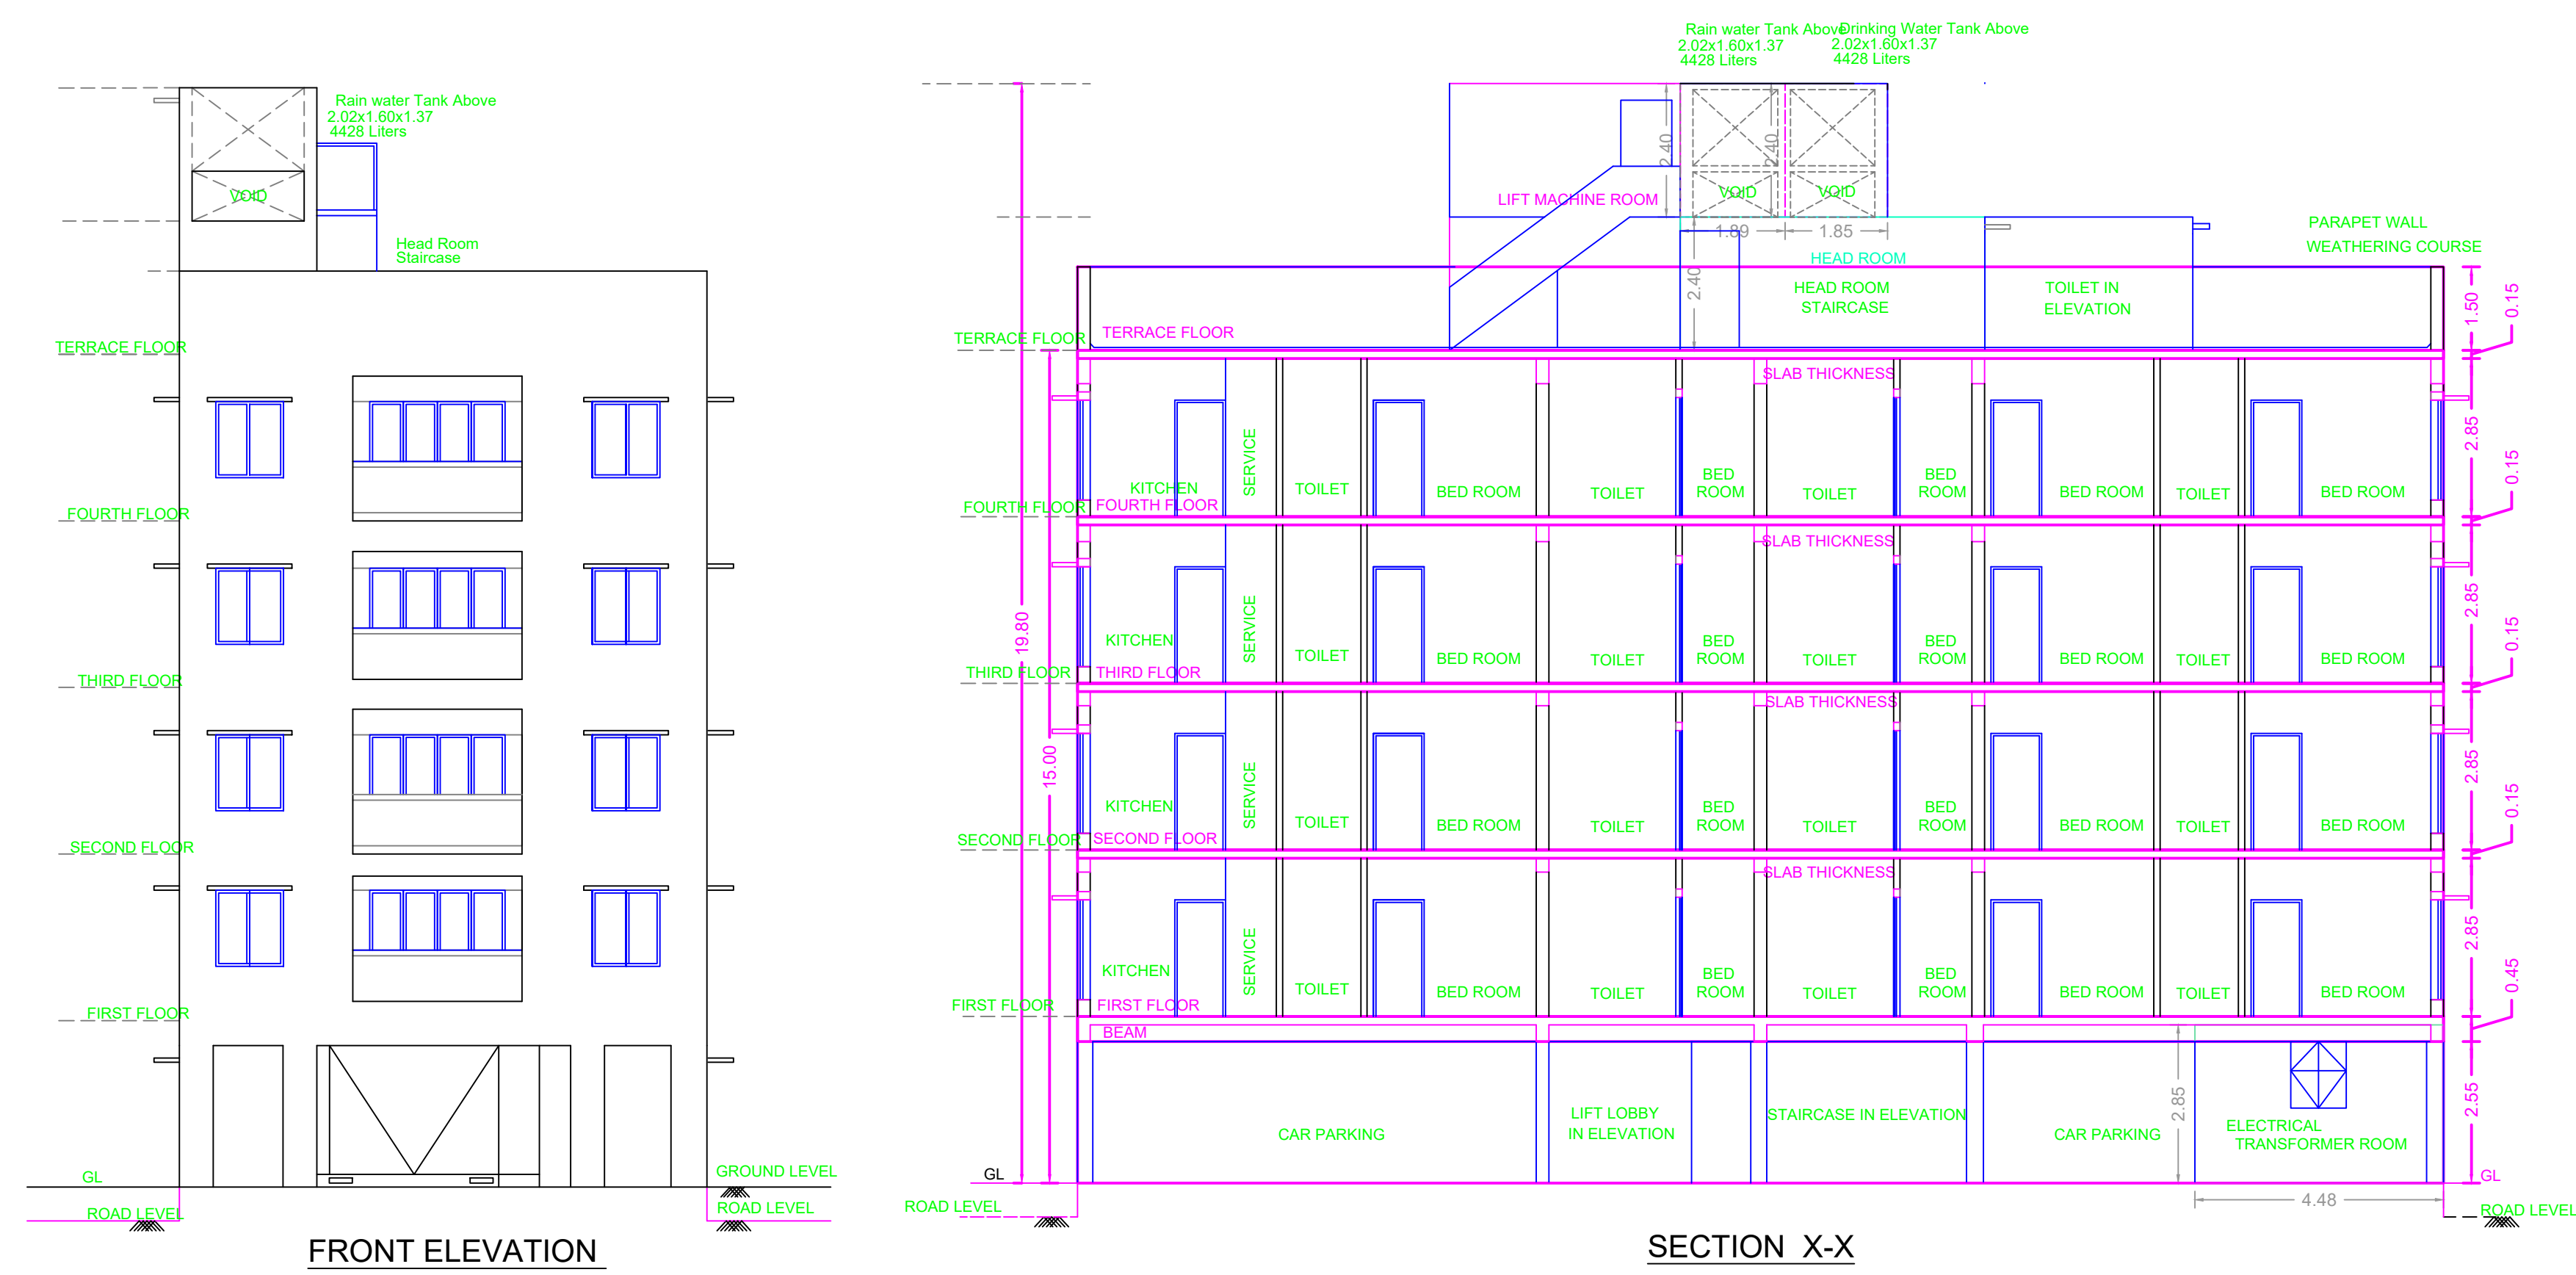 Rain water Tank Above
2.02x1.60x1.37
4428 Liters
VOID
Head Room
Staircase
TERRACE FLOOR
FOURTH FLOOR
THIRD FLOOR
SECOND FLOOR
FIRST FLOOR
GL
GROUND LEVEL
ROAD LEVEL
ROAD LEVEL
FRONT ELEVATION
Rain water Tank Above
2.02x1.60x1.37
4428 Liters
Drinking Water Tank Above
2.02x1.60x1.37
4428 Liters
2.40
2.40
LIFT MACHINE ROOM
VOID
VOID
1.89
1.85
PARAPET WALL
WEATHERING COURSE
HEAD ROOM
2.40
HEAD ROOM
STAIRCASE
TOILET IN
ELEVATION
1.50
0.15
TERRACE FLOOR
TERRACE FLOOR
SLAB THICKNESS
2.85
KITCHEN
SERVICE
TOILET
BED ROOM
TOILET
BED
ROOM
TOILET
BED
ROOM
BED ROOM
TOILET
BED ROOM
0.15
FOURTH FLOOR
FOURTH FLOOR
SLAB THICKNESS
19.80
2.85
KITCHEN
SERVICE
TOILET
BED ROOM
TOILET
BED
ROOM
TOILET
BED
ROOM
BED ROOM
TOILET
BED ROOM
0.15
THIRD FLOOR
THIRD FLOOR
SLAB THICKNESS
15.00
2.85
KITCHEN
SERVICE
TOILET
BED ROOM
TOILET
BED
ROOM
TOILET
BED
ROOM
BED ROOM
TOILET
BED ROOM
0.15
SECOND FLOOR
SECOND FLOOR
SLAB THICKNESS
2.85
KITCHEN
SERVICE
TOILET
BED ROOM
TOILET
BED
ROOM
TOILET
BED
ROOM
BED ROOM
TOILET
BED ROOM
0.45
FIRST FLOOR
FIRST FLOOR
BEAM
2.85
2.55
CAR PARKING
LIFT LOBBY
IN ELEVATION
STAIRCASE IN ELEVATION
CAR PARKING
ELECTRICAL
TRANSFORMER ROOM
GL
GL
4.48
ROAD LEVEL
ROAD LEVEL
SECTION X-X